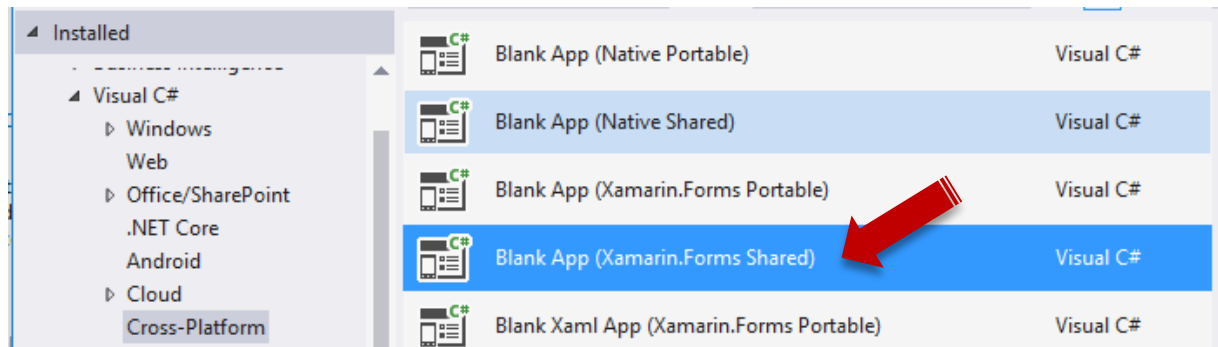 Installed
Visual C#
Windows
Web
Office/SharePoint
.NET Core
Android
Cloud
Cross-Platform
C# Blank App (Native Portable) Visual C#
C# Blank App (Native Shared) Visual C#
C# Blank App (Xamarin.Forms Portable) Visual C#
C# Blank App (Xamarin.Forms Shared) Visual C#
C# Blank Xaml App (Xamarin.Forms Portable) Visual C#